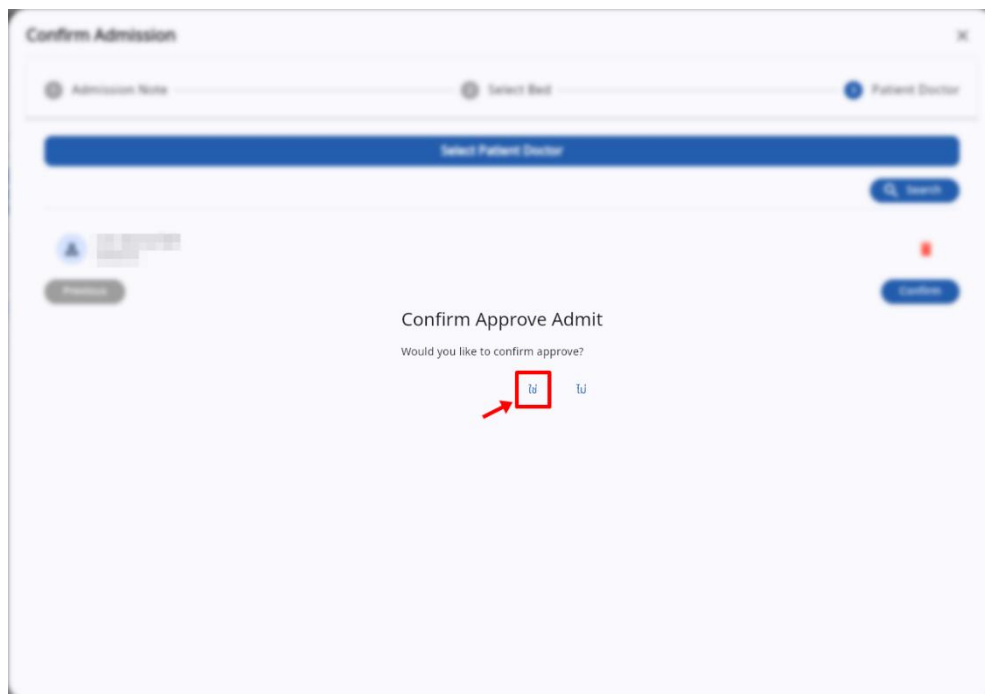 Confirm Admission
Admission Note
Select Bed
Patient Doctor
Select Patient Doctor
Search
Previous
Confirm
Confirm Approve Admit
Would you like to confirm approve?
ใช่ ไม่